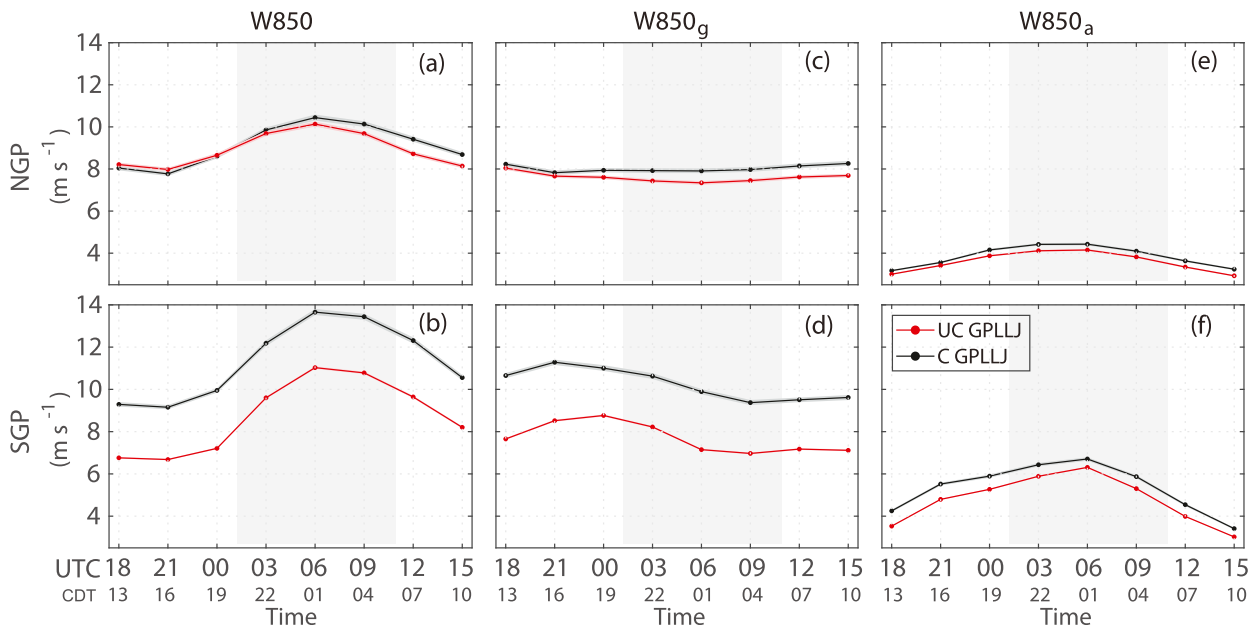 W850 W850g W850a
NGP
(m s⁻¹)
14
12
10
8
6
4
(a) (c) (e)
SGP
(m s⁻¹)
14
12
10
8
6
4
(b) (d) (f)
UC GPLLJ
C GPLLJ
UTC 18 21 00 03 06 09 12 15 18 21 00 03 06 09 12 15 18 21 00 03 06 09 12 15
CDT 13 16 19 22 01 04 07 10 13 16 19 22 01 04 07 10 13 16 19 22 01 04 07 10
Time Time Time